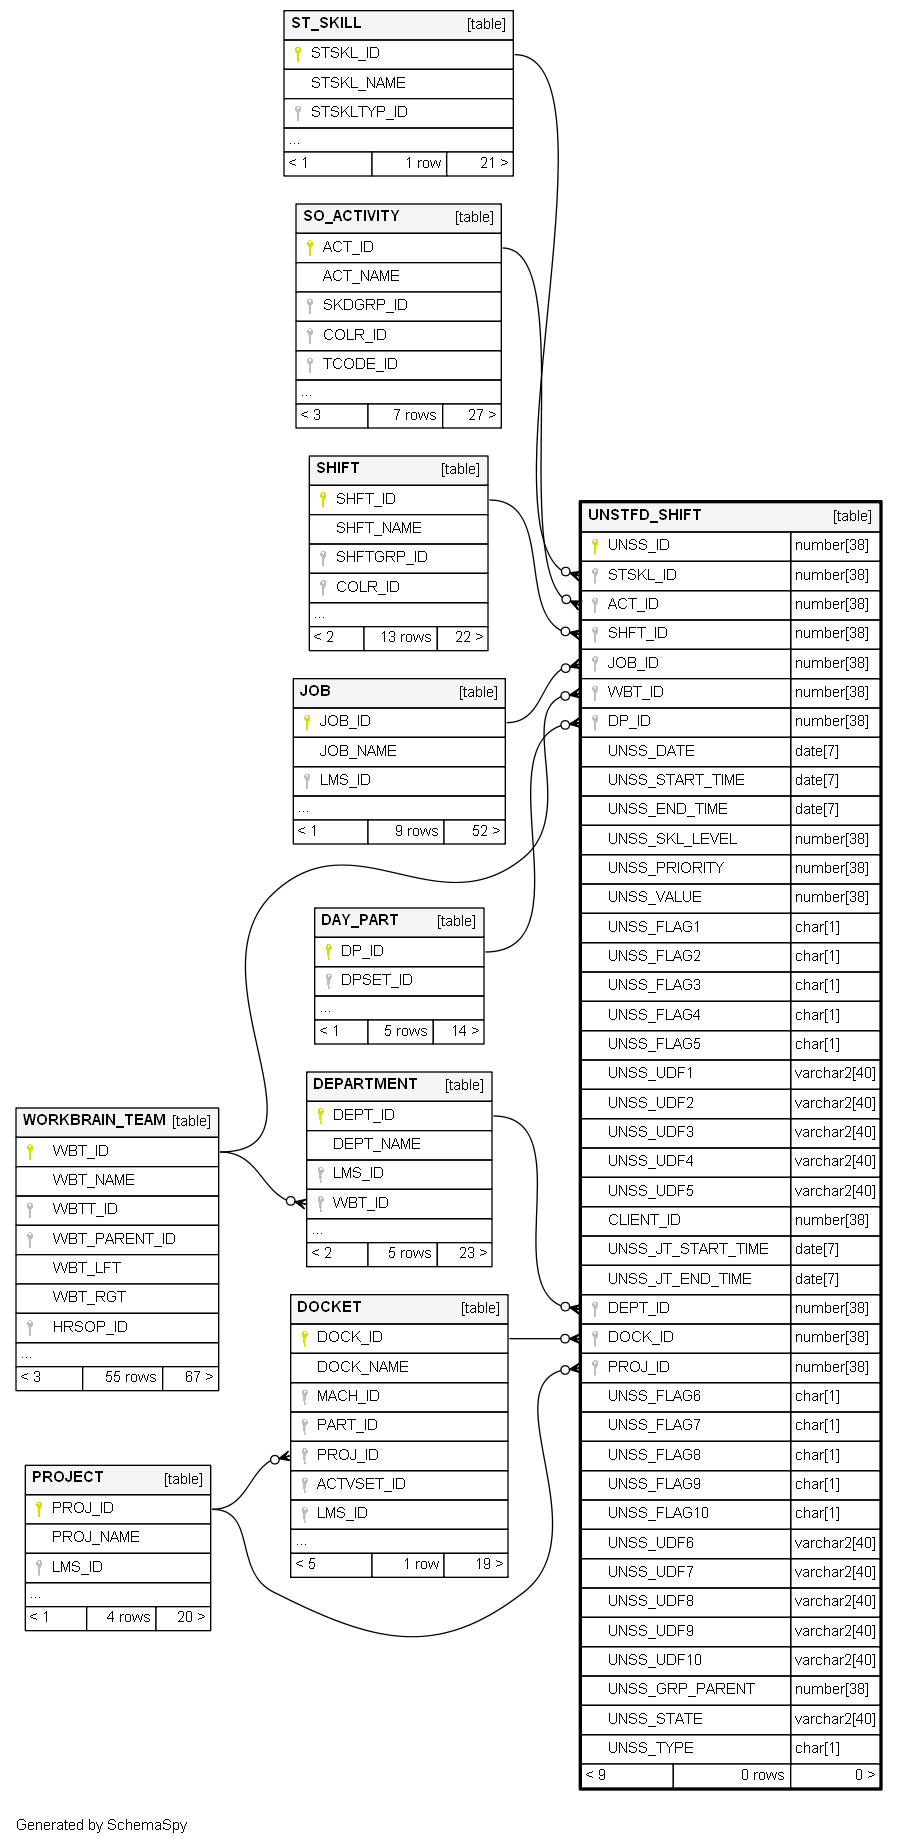 ST_SKILL [table]
STSKL_ID
STSKL_NAME
STSKLTYP_ID
...
< 1 1 row 21 >
SO_ACTIVITY [table]
ACT_ID
ACT_NAME
SKDGRP_ID
COLR_ID
TCODE_ID
...
< 3 7 rows 27 >
SHIFT [table]
SHFT_ID
SHFT_NAME
SHFTGRP_ID
COLR_ID
...
< 2 13 rows 22 >
JOB [table]
JOB_ID
JOB_NAME
LMS_ID
...
< 1 9 rows 52 >
DAY_PART [table]
DP_ID
DPSET_ID
...
< 1 5 rows 14 >
DEPARTMENT [table]
DEPT_ID
DEPT_NAME
LMS_ID
WBT_ID
...
< 2 5 rows 23 >
WORKBRAIN_TEAM [table]
WBT_ID
WBT_NAME
WBTT_ID
WBT_PARENT_ID
WBT_LFT
WBT_RGT
HRSOP_ID
...
< 3 55 rows 67 >
DOCKET [table]
DOCK_ID
DOCK_NAME
MACH_ID
PART_ID
PROJ_ID
ACTVSET_ID
LMS_ID
...
< 5 1 row 19 >
PROJECT [table]
PROJ_ID
PROJ_NAME
LMS_ID
...
< 1 4 rows 20 >
UNSTFD_SHIFT [table]
UNSS_ID number[38]
STSKL_ID number[38]
ACT_ID number[38]
SHFT_ID number[38]
JOB_ID number[38]
WBT_ID number[38]
DP_ID number[38]
UNSS_DATE date[7]
UNSS_START_TIME date[7]
UNSS_END_TIME date[7]
UNSS_SKL_LEVEL number[38]
UNSS_PRIORITY number[38]
UNSS_VALUE number[38]
UNSS_FLAG1 char[1]
UNSS_FLAG2 char[1]
UNSS_FLAG3 char[1]
UNSS_FLAG4 char[1]
UNSS_FLAG5 char[1]
UNSS_UDF1 varchar2[40]
UNSS_UDF2 varchar2[40]
UNSS_UDF3 varchar2[40]
UNSS_UDF4 varchar2[40]
UNSS_UDF5 varchar2[40]
CLIENT_ID number[38]
UNSS_JT_START_TIME date[7]
UNSS_JT_END_TIME date[7]
DEPT_ID number[38]
DOCK_ID number[38]
PROJ_ID number[38]
UNSS_FLAG6 char[1]
UNSS_FLAG7 char[1]
UNSS_FLAG8 char[1]
UNSS_FLAG9 char[1]
UNSS_FLAG10 char[1]
UNSS_UDF6 varchar2[40]
UNSS_UDF7 varchar2[40]
UNSS_UDF8 varchar2[40]
UNSS_UDF9 varchar2[40]
UNSS_UDF10 varchar2[40]
UNSS_GRP_PARENT number[38]
UNSS_STATE varchar2[40]
UNSS_TYPE char[1]
< 9 0 rows 0 >
Generated by SchemaSpy